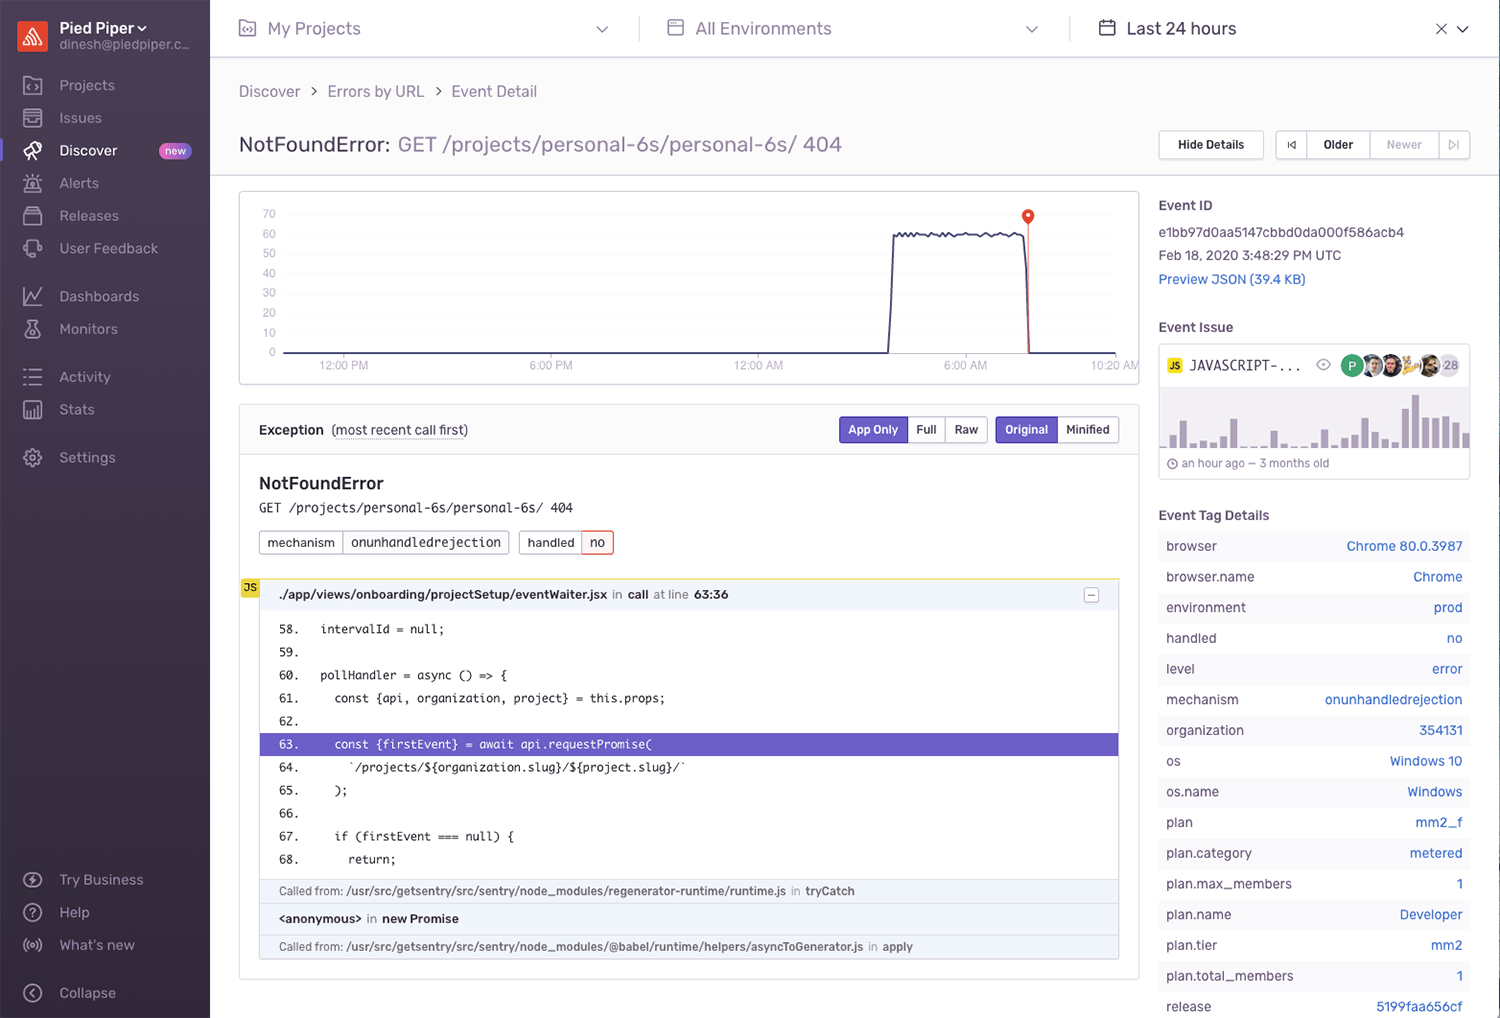 Pied Piper
dinesh@piedpiper.c...
Projects
Issues
Discover new
Alerts
Releases
User Feedback
Dashboards
Monitors
Activity
Stats
Settings
Try Business
Help
What's new
Collapse
My Projects
All Environments
Last 24 hours
Discover > Errors by URL > Event Detail
NotFoundError: GET /projects/personal-6s/personal-6s/ 404
Hide Details
Older
Newer
70
60
50
40
30
20
10
0
12:00 PM 6:00 PM 12:00 AM 6:00 AM 10:20 AM
Exception (most recent call first)
App Only Full Raw
Original Minified
NotFoundError
GET /projects/personal-6s/personal-6s/ 404
mechanism onunhandledrejection
handled no
JS
./app/views/onboarding/projectSetup/eventWaiter.jsx in call at line 63:36
58. intervalId = null;
59.
60. pollHandler = async () => {
61. const {api, organization, project} = this.props;
62.
63. const {firstEvent} = await api.requestPromise(
64. `/projects/${organization.slug}/${project.slug}/`
65. );
66.
67. if (firstEvent === null) {
68. return;
Called from: /usr/src/getsentry/src/sentry/node_modules/regenerator-runtime/runtime.js in tryCatch
<anonymous> in new Promise
Called from: /usr/src/getsentry/src/sentry/node_modules/@babel/runtime/helpers/asyncToGenerator.js in apply
Event ID
e1bb97d0aa5147cbbd0da000f586acb4
Feb 18, 2020 3:48:29 PM UTC
Preview JSON (39.4 KB)
Event Issue
JS JAVASCRIPT-... P 28
an hour ago — 3 months old
Event Tag Details
browser Chrome 80.0.3987
browser.name Chrome
environment prod
handled no
level error
mechanism onunhandledrejection
organization 354131
os Windows 10
os.name Windows
plan mm2_f
plan.category metered
plan.max_members 1
plan.name Developer
plan.tier mm2
plan.total_members 1
release 5199faa656cf